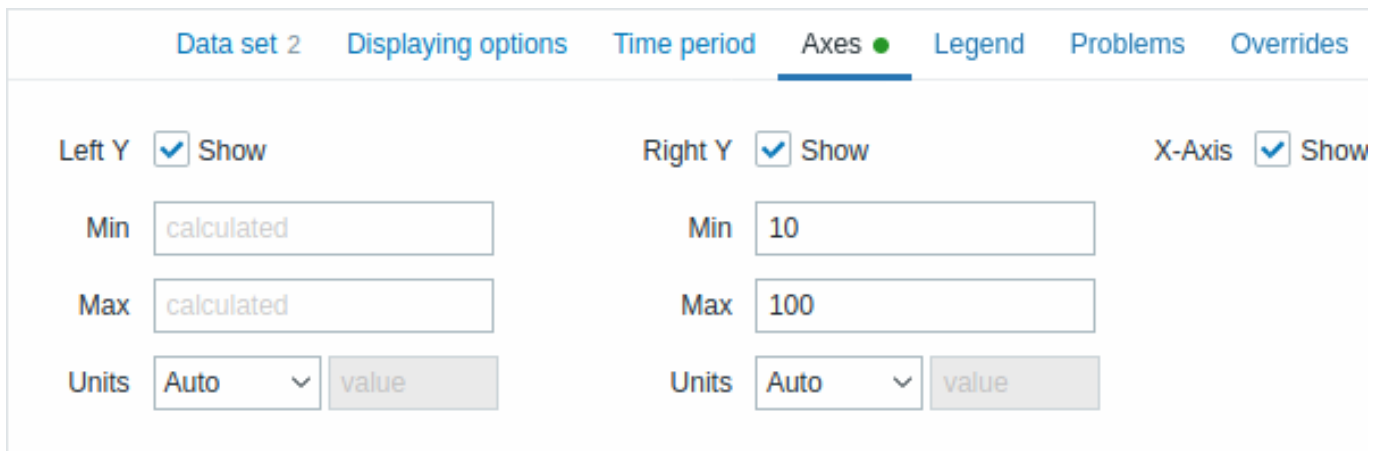 Data set 2 Displaying options Time period Axes Legend Problems Overrides
Left Y Show Right Y Show X-Axis Show
Min calculated Min 10
Max calculated Max 100
Units Auto value Units Auto value